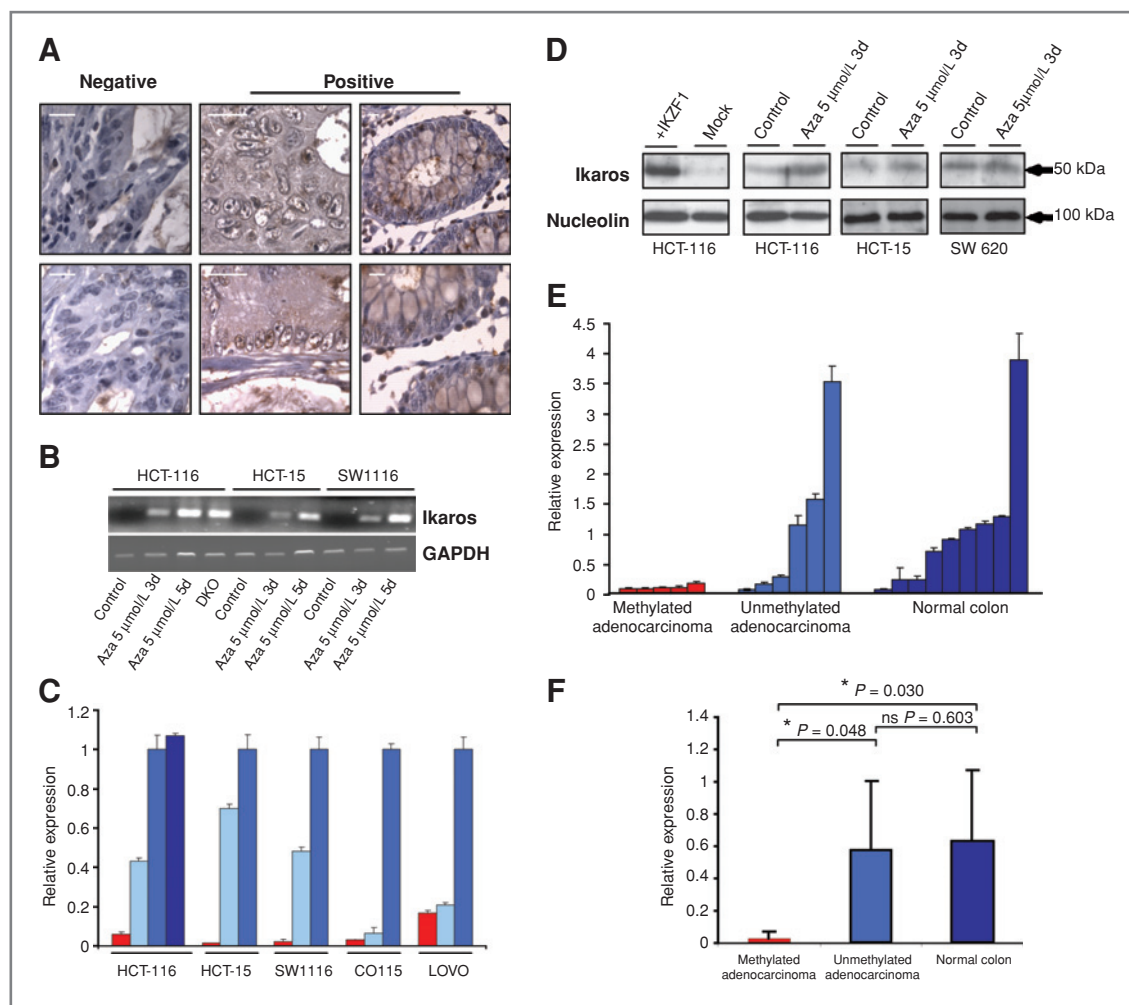 A
Negative
Positive
B
HCT-116
HCT-15
SW1116
Ikaros
GAPDH
Control
Aza 5 µmol/L 3d
Aza 5 µmol/L 5d
DKO
Control
Aza 5 µmol/L 3d
Aza 5 µmol/L 5d
Control
Aza 5 µmol/L 3d
Aza 5 µmol/L 5d
C
Relative expression
1.2
1
0.8
0.6
0.4
0.2
0
HCT-116
HCT-15
SW1116
CO115
LOVO
D
+IKZF1
Mock
Control
Aza 5 µmol/L 3d
Control
Aza 5 µmol/L 3d
Control
Aza 5µmol/L 3d
Ikaros
50 kDa
Nucleolin
100 kDa
HCT-116
HCT-116
HCT-15
SW 620
E
Relative expression
4.5
4
3.5
3
2.5
2
1.5
1
0.5
0
Methylated
adenocarcinoma
Unmethylated
adenocarcinoma
Normal colon
F
Relative expression
1.4
1.2
1
0.8
0.6
0.4
0.2
0
* P = 0.030
* P = 0.048
ns P = 0.603
Methylated
adenocarcinoma
Unmethylated
adenocarcinoma
Normal colon